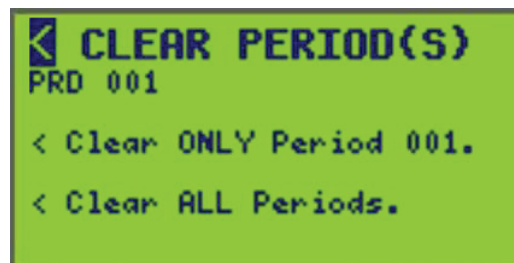 < CLEAR PERIOD(S)
PRD 001
< Clear ONLY Period 001.
< Clear ALL Periods.